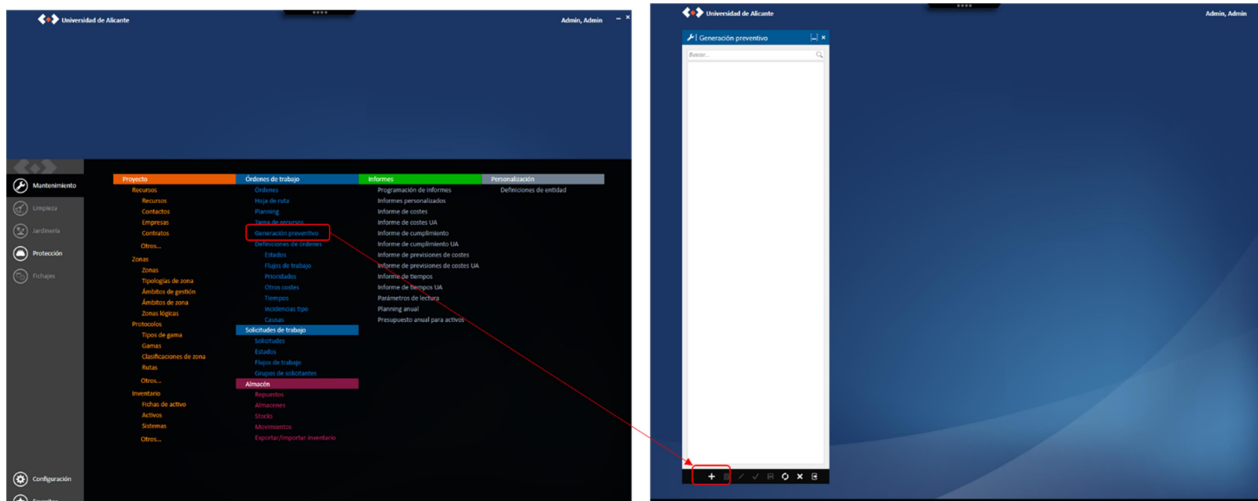 Universidad de Alicante
Admin, Admin
Mantenimiento
Limpieza
Jardinería
Protección
Fichajes
Configuración
Proyecto
Recursos
Recursos
Contactos
Empresas
Contratos
Otros...
Zonas
Zonas
Tipologías de zona
Ámbitos de gestión
Ámbitos de zona
Zonas lógicas
Protocolos
Tipos de gama
Gamas
Clasificaciones de zona
Rutas
Otros...
Inventario
Fichas de activo
Activos
Sistemas
Otros...
Órdenes de trabajo
Órdenes
Hoja de ruta
Planning
Tarea de recursos
Generación preventivo
Definiciones de órdenes
Estados
Flujos de trabajo
Prioridades
Otros costes
Tiempos
Incidencias tipo
Causas
Solicitudes de trabajo
Solicitudes
Estados
Flujos de trabajo
Grupos de solicitantes
Almacén
Repuestos
Almacenes
Stocks
Movimientos
Exportar/Importar inventario
Informes
Programación de informes
Informes personalizados
Informe de costes
Informe de costes UA
Informe de cumplimiento
Informe de cumplimiento UA
Informe de previsiones de costes
Informe de previsiones de costes UA
Informe de tiempos
Informe de tiempos UA
Parámetros de lectura
Planning anual
Presupuesto anual para activos
Personalización
Definiciones de entidad
Universidad de Alicante
Admin, Admin
Generación preventivo
Buscar...